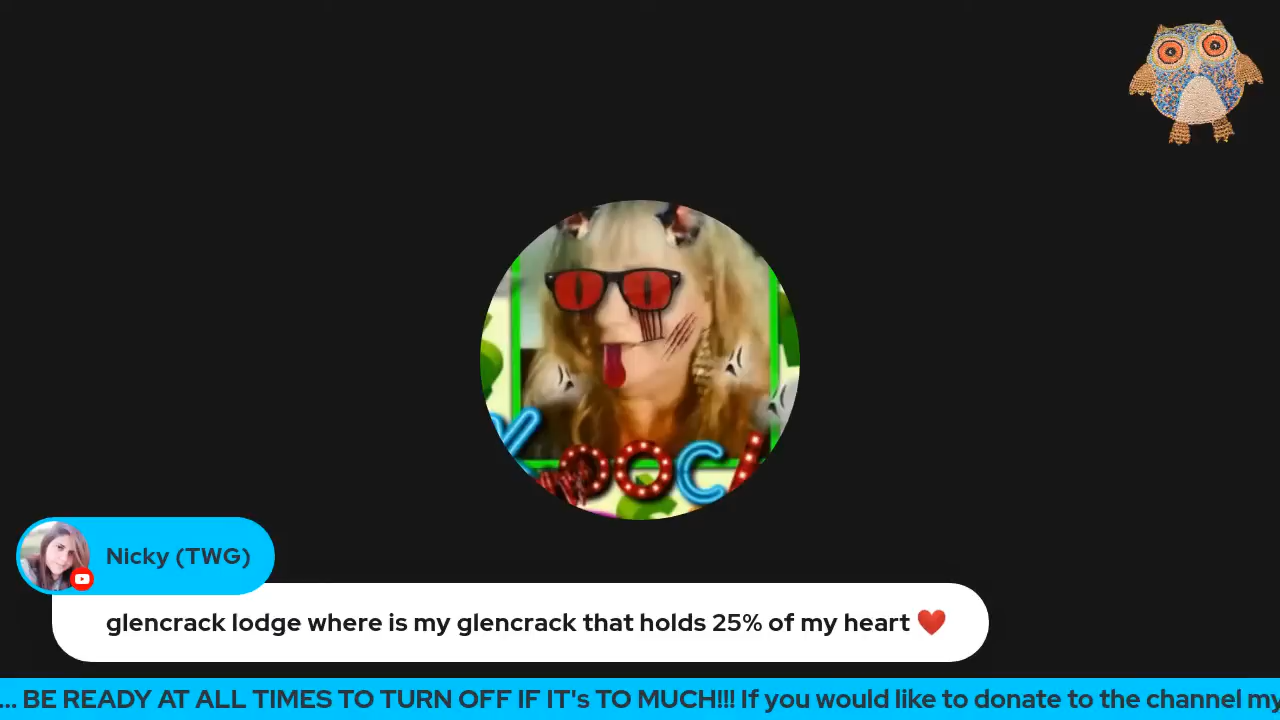 Nicky (TWG)
glencrack lodge where is my glencrack that holds 25% of my heart ❤️
... BE READY AT ALL TIMES TO TURN OFF IF IT's TO MUCH!!! If you would like to donate to the channel my